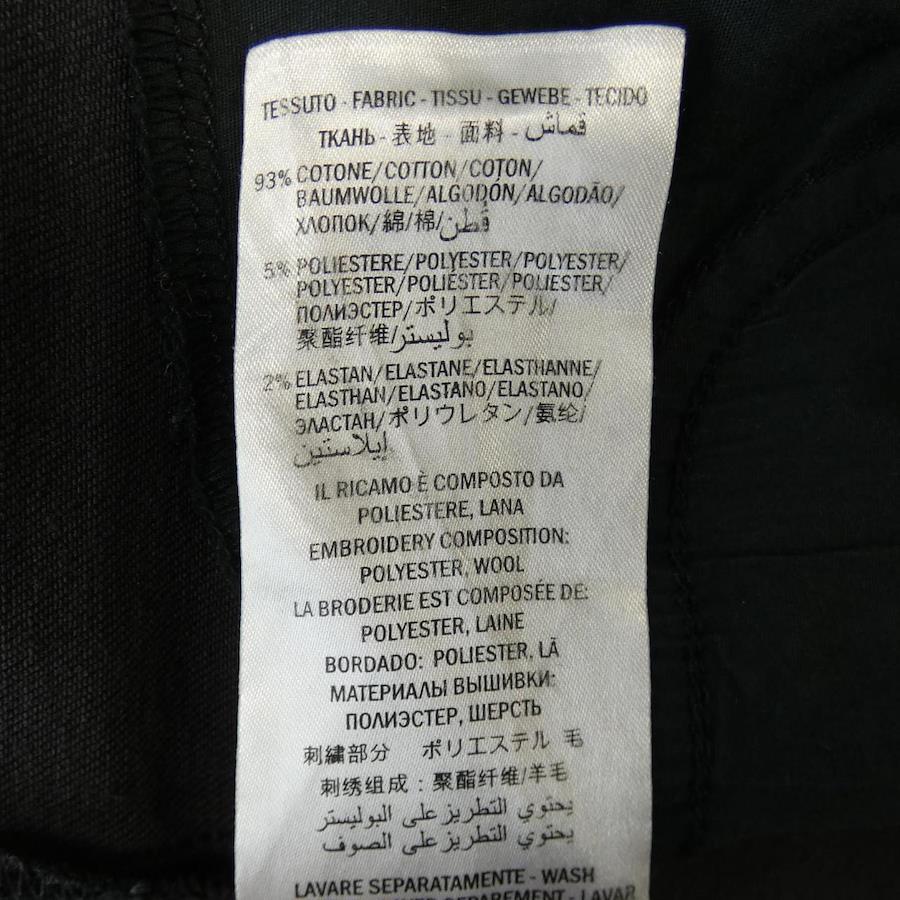 TESSUTO - FABRIC - TISSU - GEWEBE - TECIDO
ТКАНЬ - 表地 - 面料 - قماش
93% COTONE/COTTON/COTON/
BAUMWOLLE/ALGODÓN/ALGODÃO/
ХЛОПОК/綿/棉/قطن
5% POLIESTERE/POLYESTER/POLYESTER/
POLYESTER/POLIÉSTER/POLIESTER/
ПОЛИЭСТЕР/ポリエステル/
聚酯纤维/بوليستر
2% ELASTAN/ELASTANE/ELASTHANNE/
ELASTHAN/ELASTANO/ELASTANO/
ЭЛАСТАН/ポリウレタン/氨纶/
إيلاستين
IL RICAMO È COMPOSTO DA
POLIESTERE, LANA
EMBROIDERY COMPOSITION:
POLYESTER, WOOL
LA BRODERIE EST COMPOSÉE DE:
POLYESTER, LAINE
BORDADO: POLIESTER, LÃ
МАТЕРИАЛЫ ВЫШИВКИ:
ПОЛИЭСТЕР, ШЕРСТЬ
刺繍部分 ポリエステル 毛
刺绣组成：聚酯纤维/羊毛
يحتوي التطريز على البوليستر
يحتوي التطريز على الصوف
LAVARE SEPARATAMENTE - WASH
SEPAREMENT - LAVAR